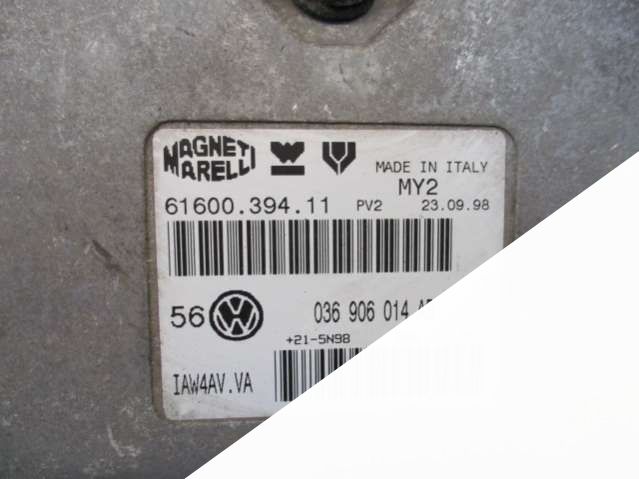 MAGNETI MARELLI MADE IN ITALY
MY2
61600.394.11 PV2 23.09.98
56 VW 036 906 014
+21-5N98
IAW4AV.VA